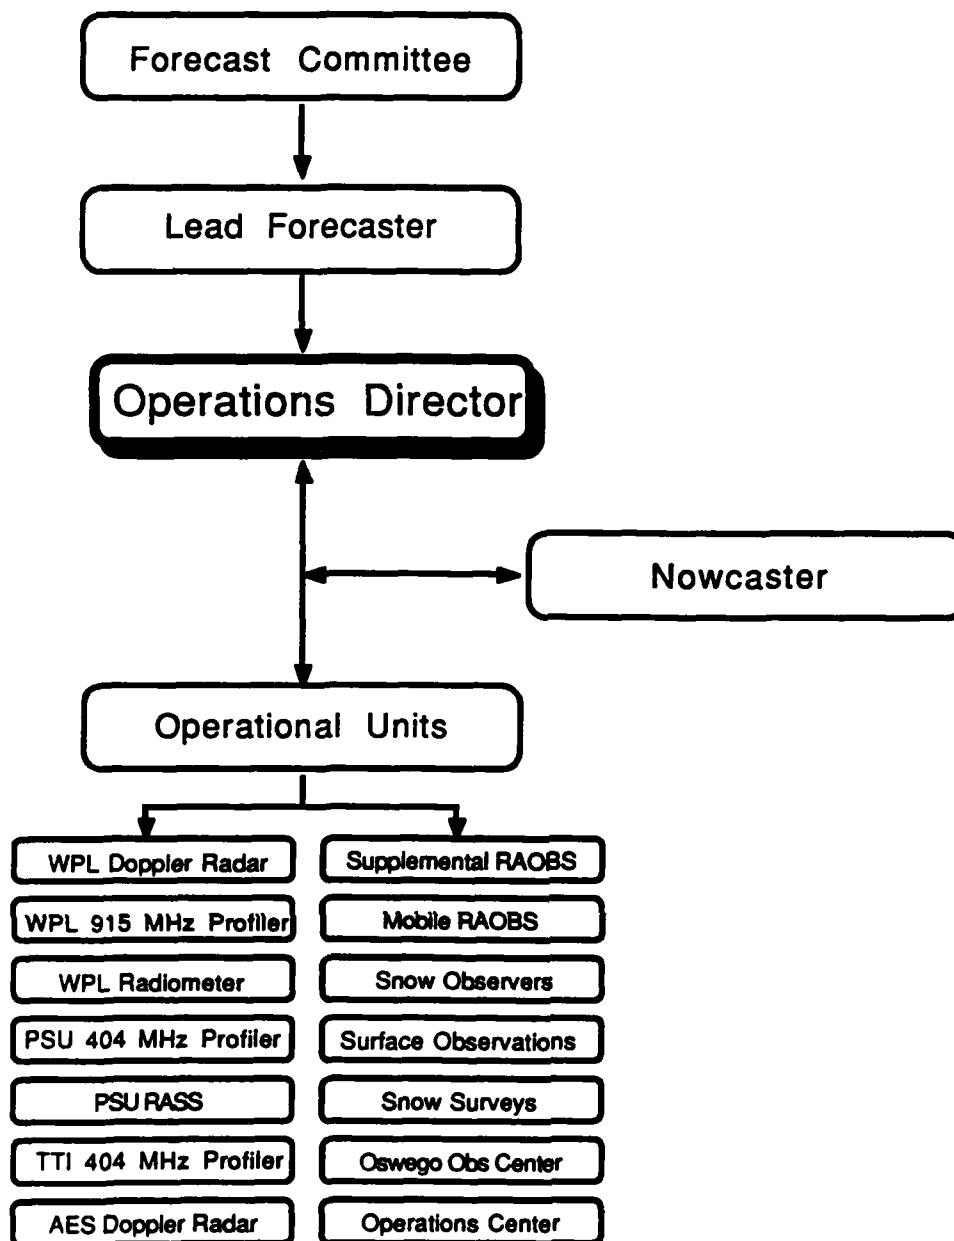 Forecast Committee
Lead Forecaster
Operations Director
Nowcaster
Operational Units
WPL Doppler Radar
Supplemental RAOBS
WPL 915 MHz Profiler
Mobile RAOBS
WPL Radiometer
Snow Observers
PSU 404 MHz Profiler
Surface Observations
PSU RASS
Snow Surveys
TTI 404 MHz Profiler
Oswego Obs Center
AES Doppler Radar
Operations Center